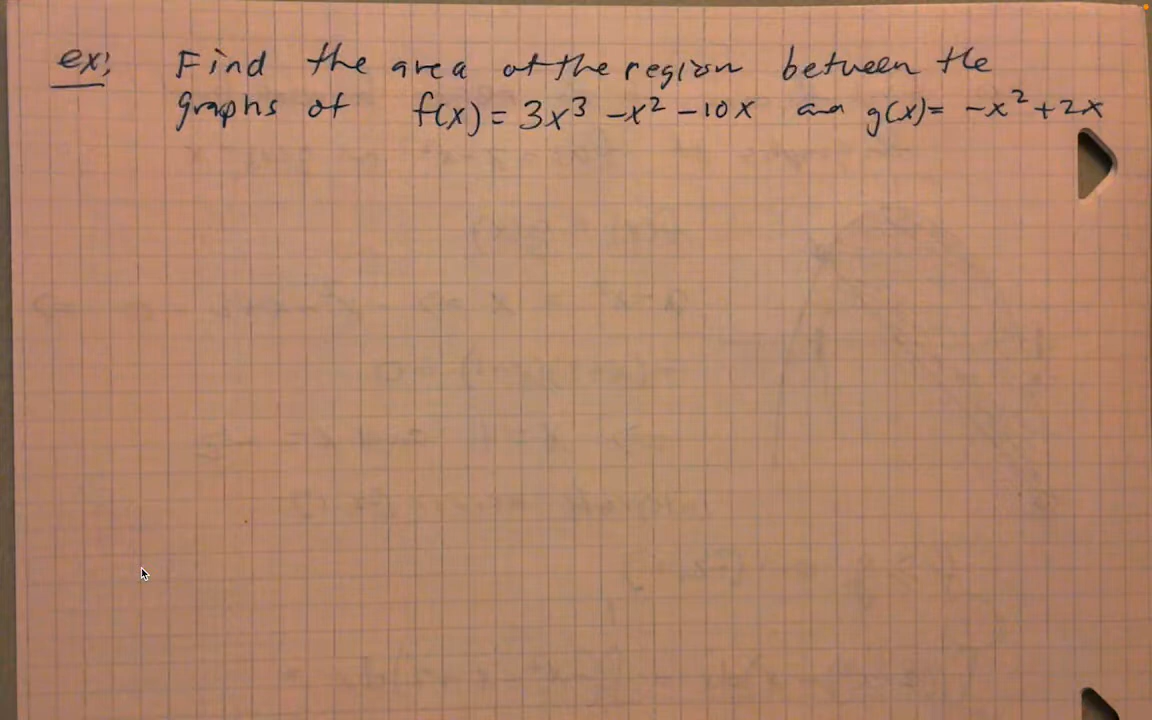 ex: Find the area of the region between the
graphs of f(x) = 3x³ - x² - 10x and g(x) = -x² + 2x